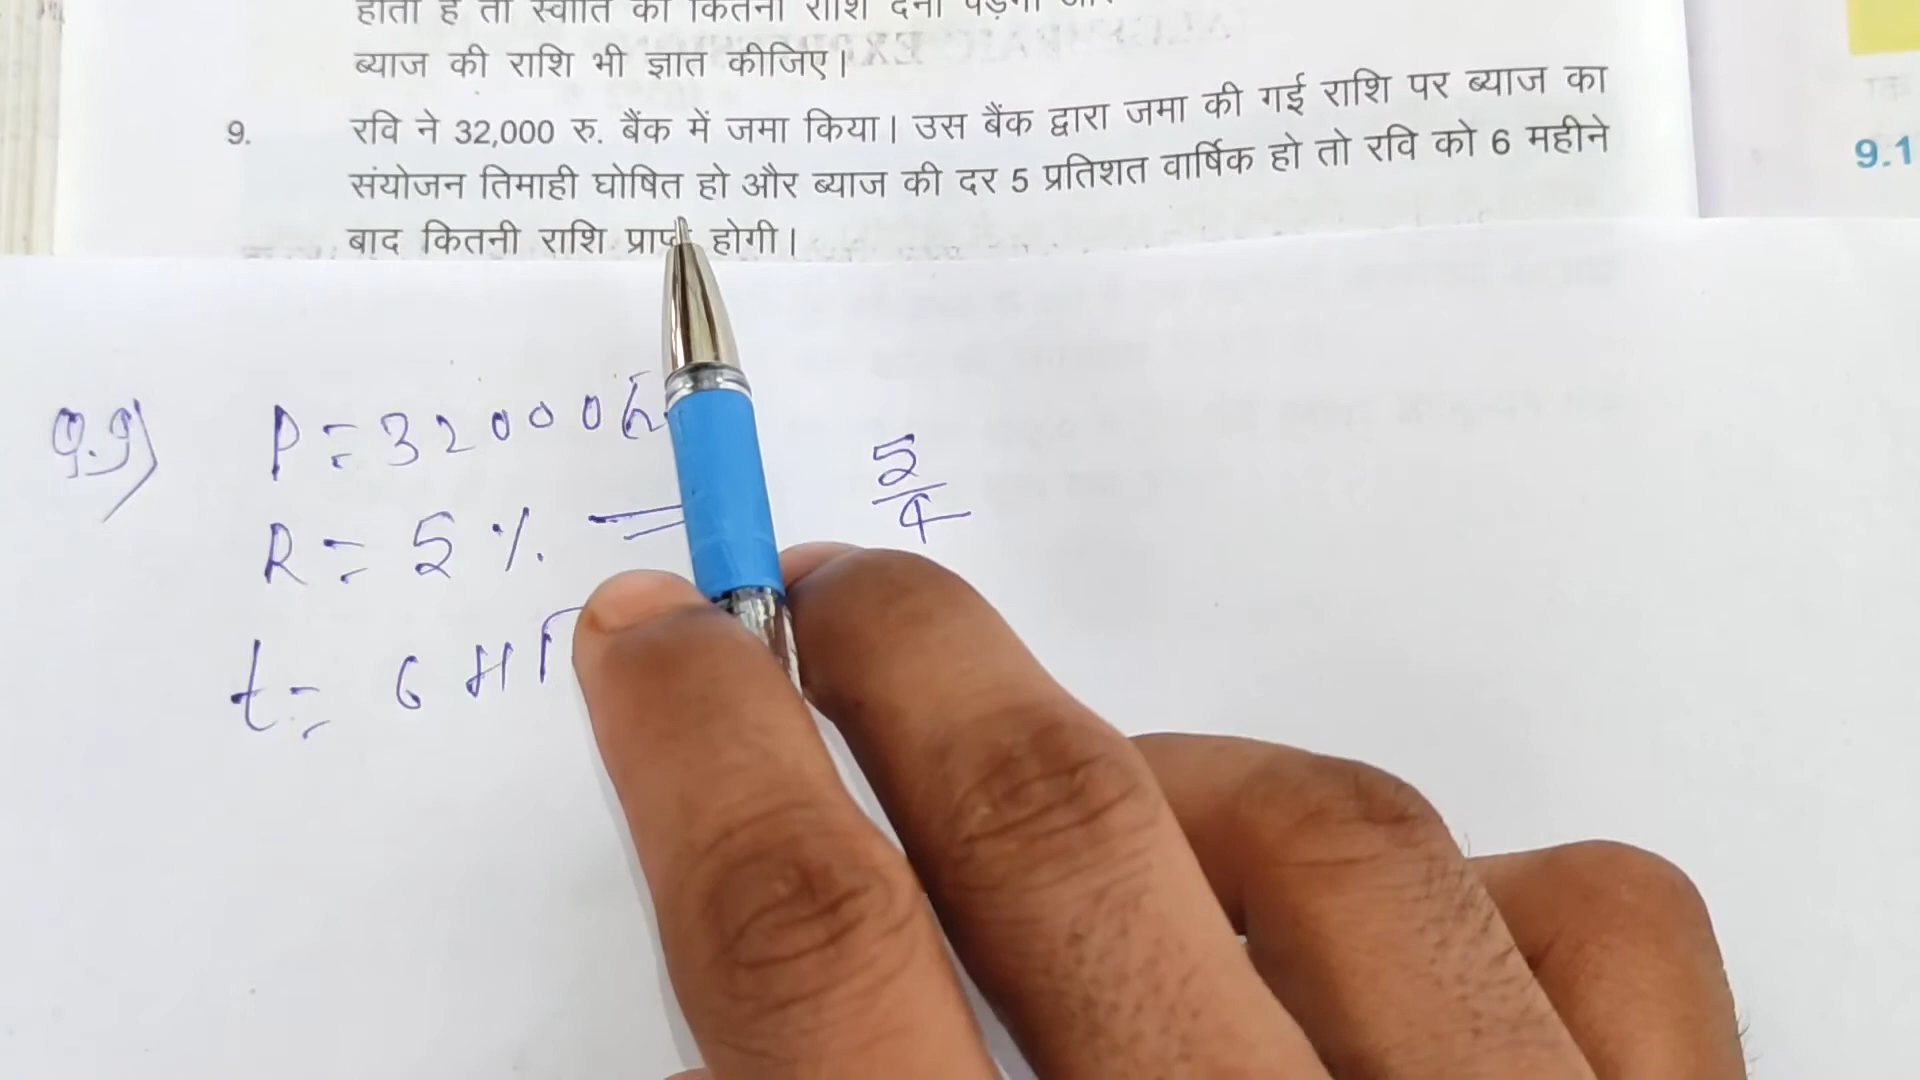 ब्याज की राशि भी ज्ञात कीजिए।
9. रवि ने 32,000 रु. बैंक में जमा किया। उस बैंक द्वारा जमा की गई राशि पर ब्याज का
संयोजन तिमाही घोषित हो और ब्याज की दर 5 प्रतिशत वार्षिक हो तो रवि को 6 महीने
बाद कितनी राशि प्राप्त होगी।
9.1
Q.9) P = 32000
R = 5 % =
5/4
t = 6